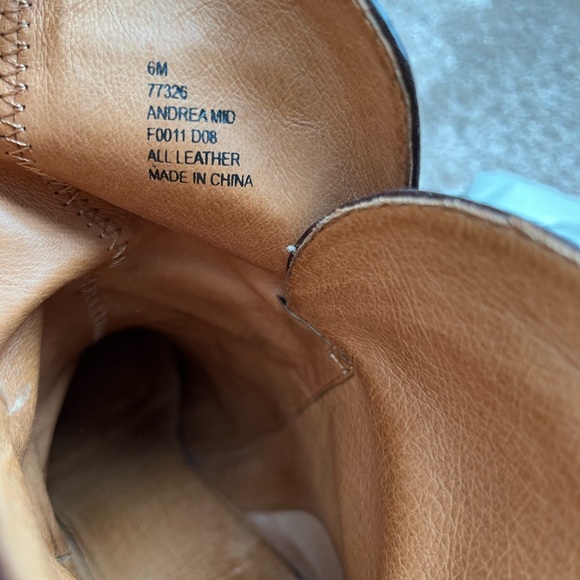 6M
77326
ANDREA MID
F0011 D08
ALL LEATHER
MADE IN CHINA